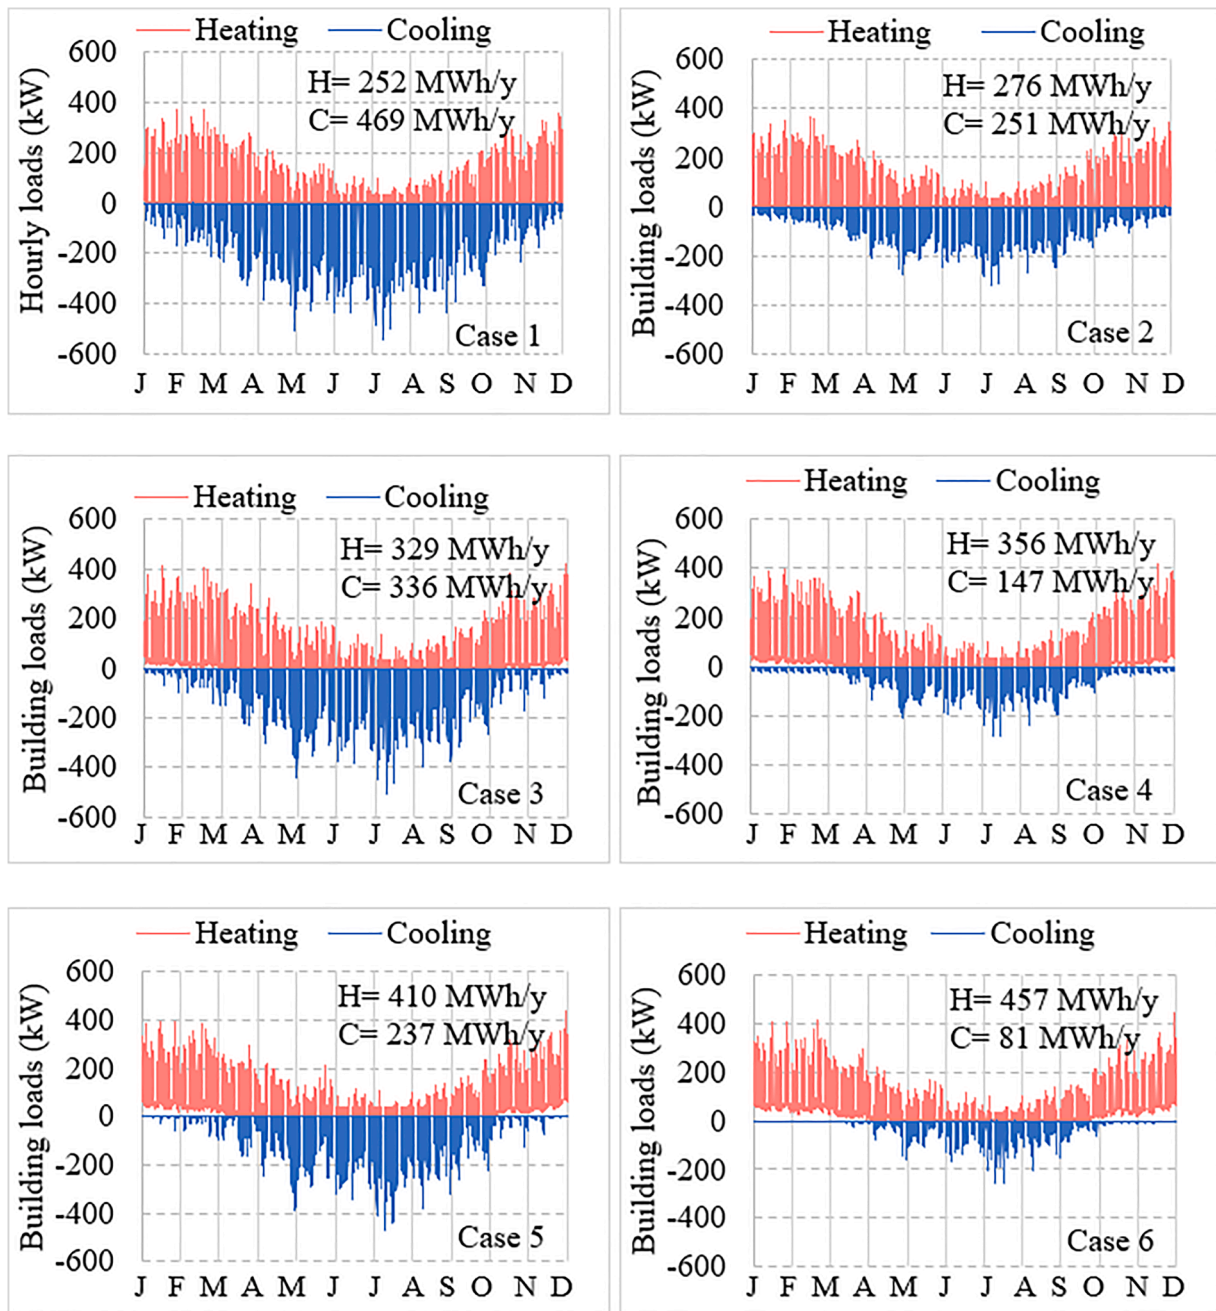 Heating Cooling
Hourly loads (kW)
600
400
200
0
-200
-400
-600
H= 252 MWh/y
C= 469 MWh/y
Case 1
J F M A M J J A S O N D
Heating Cooling
Building loads (kW)
600
400
200
0
-200
-400
-600
H= 276 MWh/y
C= 251 MWh/y
Case 2
J F M A M J J A S O N D
Heating Cooling
Building loads (kW)
600
400
200
0
-200
-400
-600
H= 329 MWh/y
C= 336 MWh/y
Case 3
J F M A M J J A S O N D
Heating Cooling
Building loads (kW)
600
400
200
0
-200
-400
-600
H= 356 MWh/y
C= 147 MWh/y
Case 4
J F M A M J J A S O N D
Heating Cooling
Building loads (kW)
600
400
200
0
-200
-400
-600
H= 410 MWh/y
C= 237 MWh/y
Case 5
J F M A M J J A S O N D
Heating Cooling
Building loads (kW)
600
400
200
0
-200
-400
-600
H= 457 MWh/y
C= 81 MWh/y
Case 6
J F M A M J J A S O N D